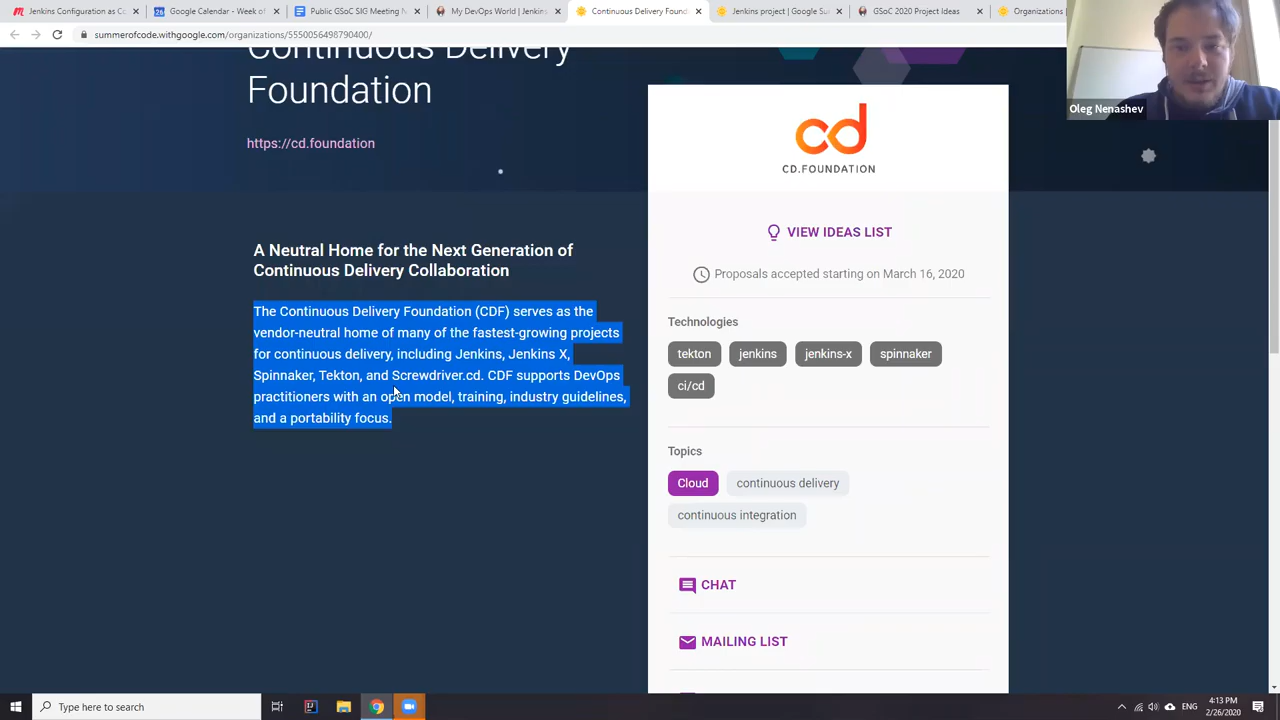 Jenkins Configuration as Co
Google Calendar - Week of
Public GSoC SIG Meeting N
My DevOps World | Jenkins
Continuous Delivery Found
Jenkins project | Google Su
GSoC 2020 Project Ideas
Organizations
summerofcode.withgoogle.com/organizations/5550056498790400/
Oleg Nenashev
Continuous Delivery
Foundation
https://cd.foundation
cd
CD.FOUNDATION
A Neutral Home for the Next Generation of
Continuous Delivery Collaboration
The Continuous Delivery Foundation (CDF) serves as the
vendor-neutral home of many of the fastest-growing projects
for continuous delivery, including Jenkins, Jenkins X,
Spinnaker, Tekton, and Screwdriver.cd. CDF supports DevOps
practitioners with an open model, training, industry guidelines,
and a portability focus.
VIEW IDEAS LIST
Proposals accepted starting on March 16, 2020
Technologies
tekton jenkins jenkins-x spinnaker
ci/cd
Topics
Cloud continuous delivery
continuous integration
CHAT
MAILING LIST
Type here to search
ENG
4:13 PM
2/26/2020